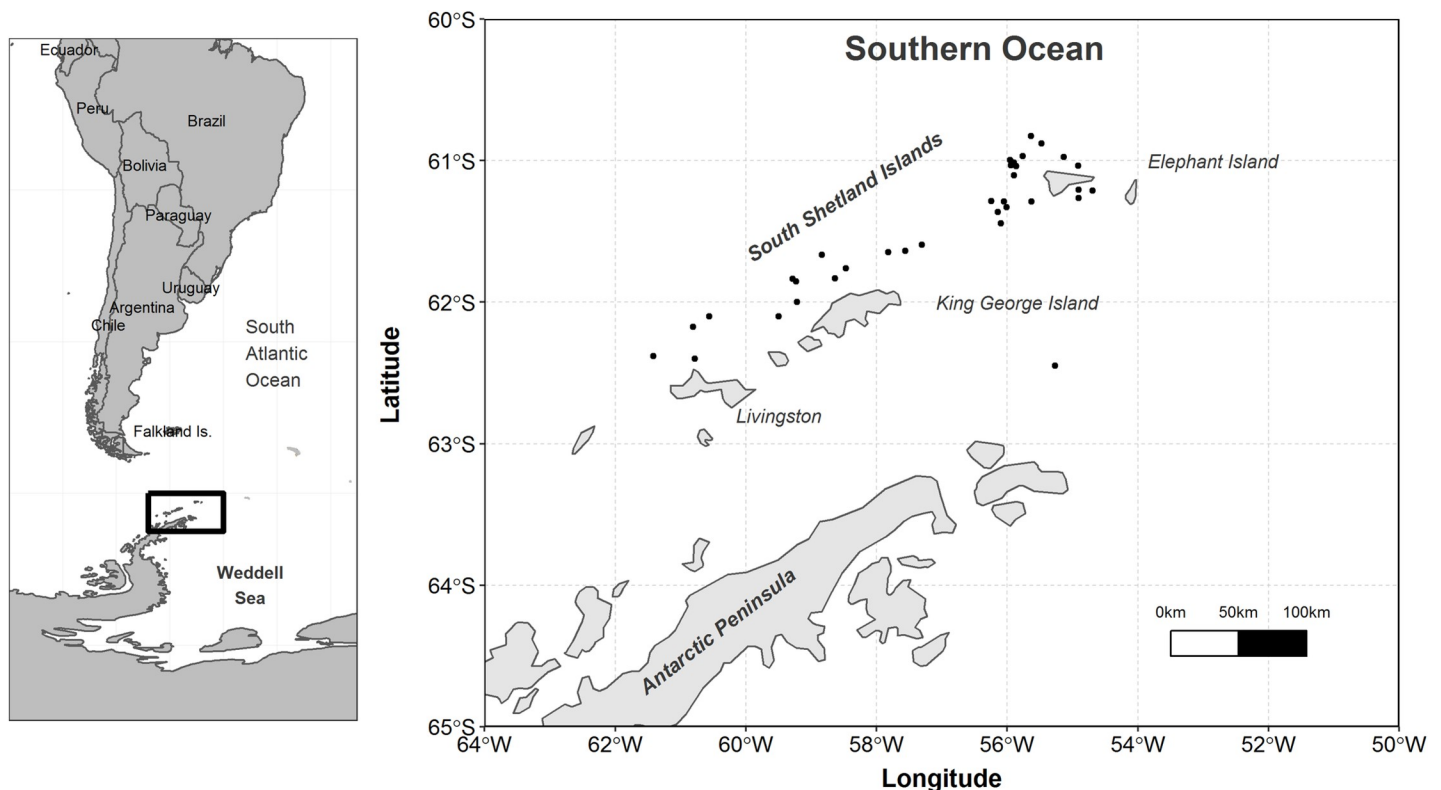 Ecuador
Peru
Brazil
Bolivia
Paraguay
Uruguay
Argentina
Chile
South
Atlantic
Ocean
Falkland Is.
Weddell
Sea
Southern Ocean
South Shetland Islands
Elephant Island
King George Island
Livingston
Antarctic Peninsula
0km 50km 100km
Latitude
60°S
61°S
62°S
63°S
64°S
65°S
64°W 62°W 60°W 58°W 56°W 54°W 52°W 50°W
Longitude